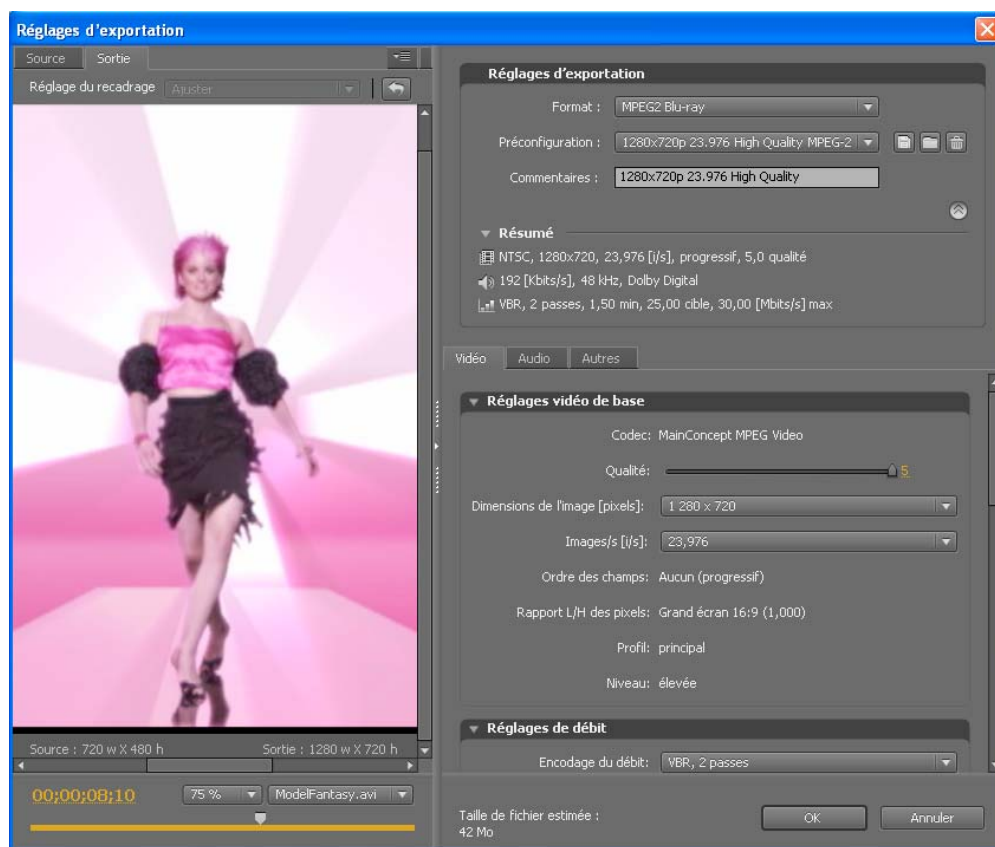 Réglages d'exportation
Source Sortie
Réglage du recadrage Ajuster
Source : 720 w X 480 h Sortie : 1280 w X 720 h
00;00;08;10 75 % ModelFantasy.avi
Réglages d'exportation
Format : MPEG2 Blu-ray
Préconfiguration : 1280x720p 23.976 High Quality MPEG-2
Commentaires : 1280x720p 23.976 High Quality
Résumé
NTSC, 1280x720, 23,976 [i/s], progressif, 5,0 qualité
192 [Kbits/s], 48 kHz, Dolby Digital
VBR, 2 passes, 1,50 min, 25,00 cible, 30,00 [Mbits/s] max
Vidéo Audio Autres
Réglages vidéo de base
Codec: MainConcept MPEG Video
Qualité: 5
Dimensions de l'image [pixels]: 1 280 x 720
Images/s [i/s]: 23,976
Ordre des champs: Aucun (progressif)
Rapport L/H des pixels: Grand écran 16:9 (1,000)
Profil: principal
Niveau: élevée
Réglages de débit
Encodage du débit: VBR, 2 passes
Taille de fichier estimée :
42 Mo
OK Annuler